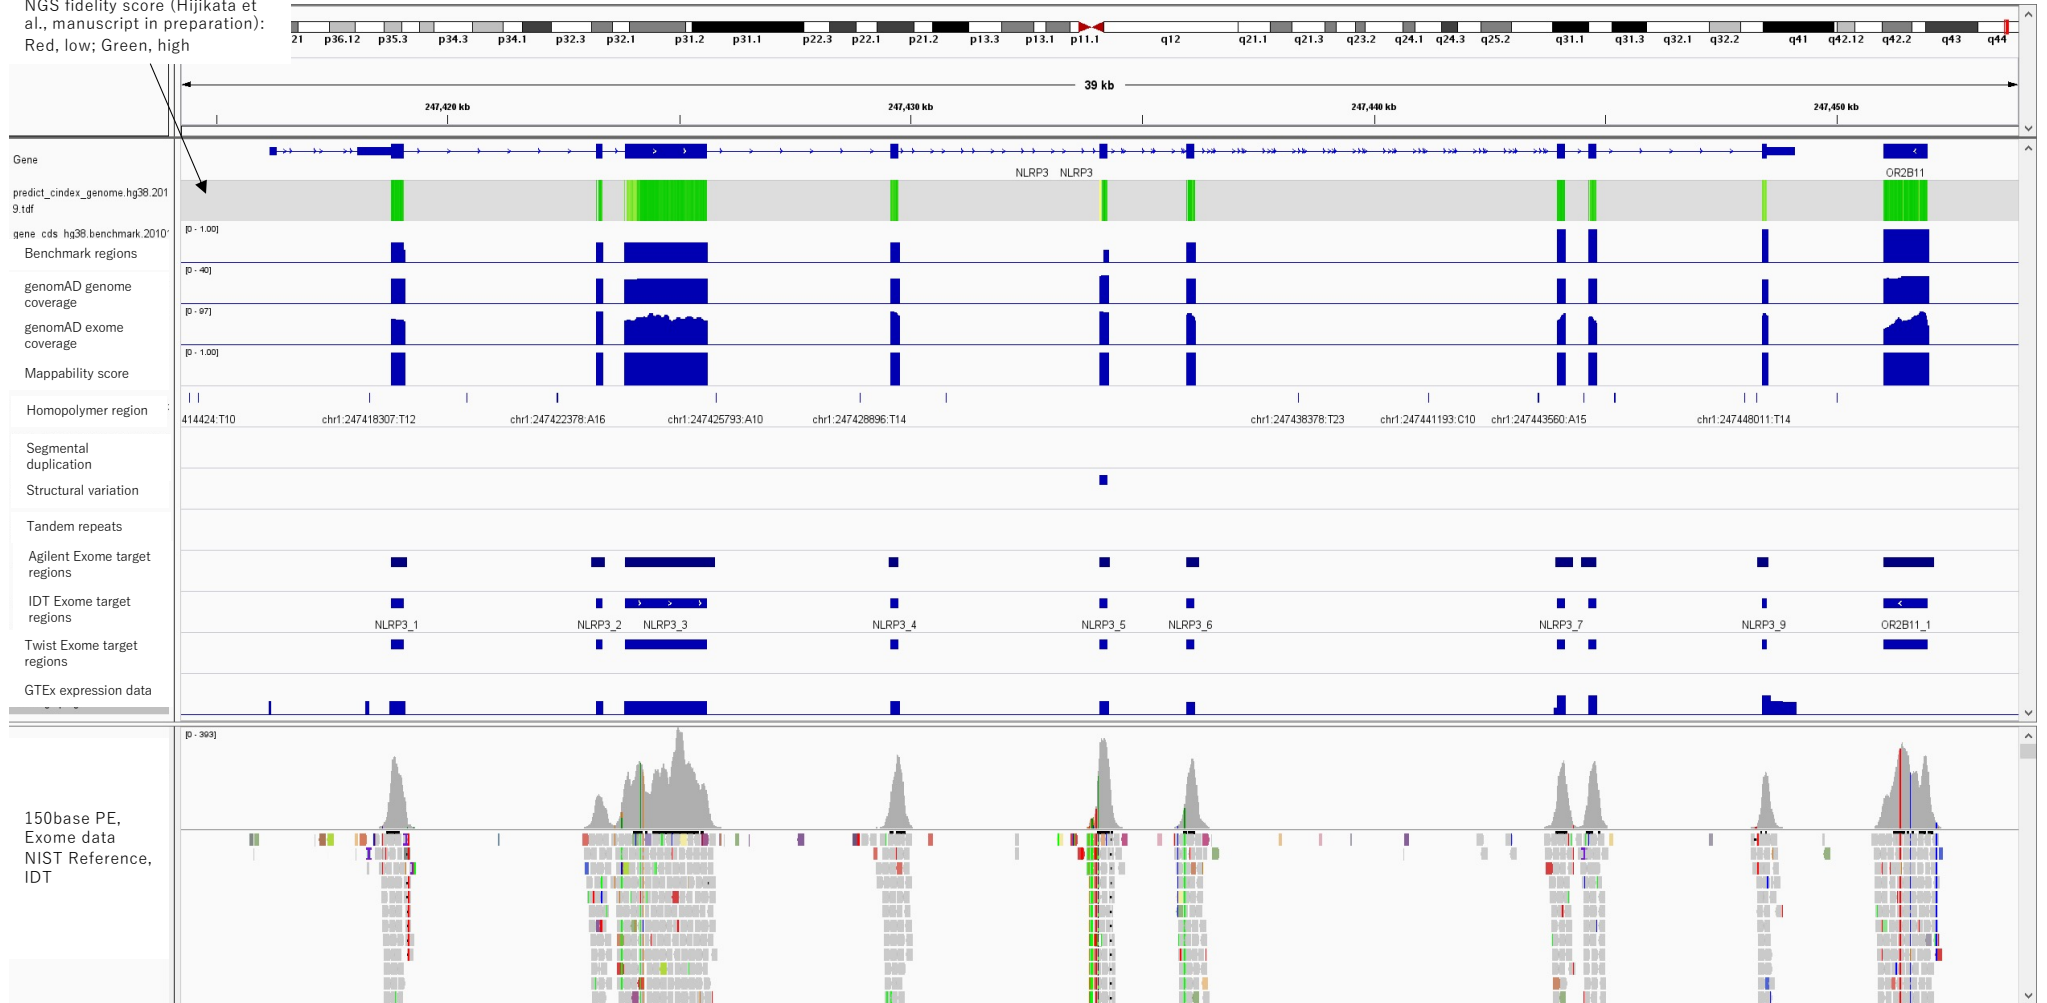 NGS fidelity score (Hijikata et
al., manuscript in preparation):
Red, low; Green, high
21 p36.12 p35.3 p34.3 p34.1 p32.3 p32.1 p31.2 p31.1 p22.3 p22.1 p21.2 p13.3 p13.1 p11.1 q12 q21.1 q21.3 q23.2 q24.1 q24.3 q25.2 q31.1 q31.3 q32.1 q32.2 q41 q42.12 q42.2 q43 q44
39 kb
247,420 kb 247,430 kb 247,440 kb 247,450 kb
Gene
NLRP3 NLRP3 OR2B11
predict_cindex_genome.hg38.201
9.tdf
gene_cds_hg38.benchmark.2010
[0 - 1.00]
Benchmark regions
[0 - 40]
genomAD genome
coverage
[0 - 97]
genomAD exome
coverage
[0 - 1.00]
Mappability score
Homopolymer region
414424:T10 chr1:247418307:T12 chr1:247422378:A16 chr1:247425793:A10 chr1:247428896:T14 chr1:247438378:T23 chr1:247441193:C10 chr1:247443560:A15 chr1:247448011:T14
Segmental
duplication
Structural variation
Tandem repeats
Agilent Exome target
regions
IDT Exome target
regions
NLRP3_1 NLRP3_2 NLRP3_3 NLRP3_4 NLRP3_5 NLRP3_6 NLRP3_7 NLRP3_9 OR2B11_1
Twist Exome target
regions
GTEx expression data
[0 - 393]
150base PE,
Exome data
NIST Reference,
IDT